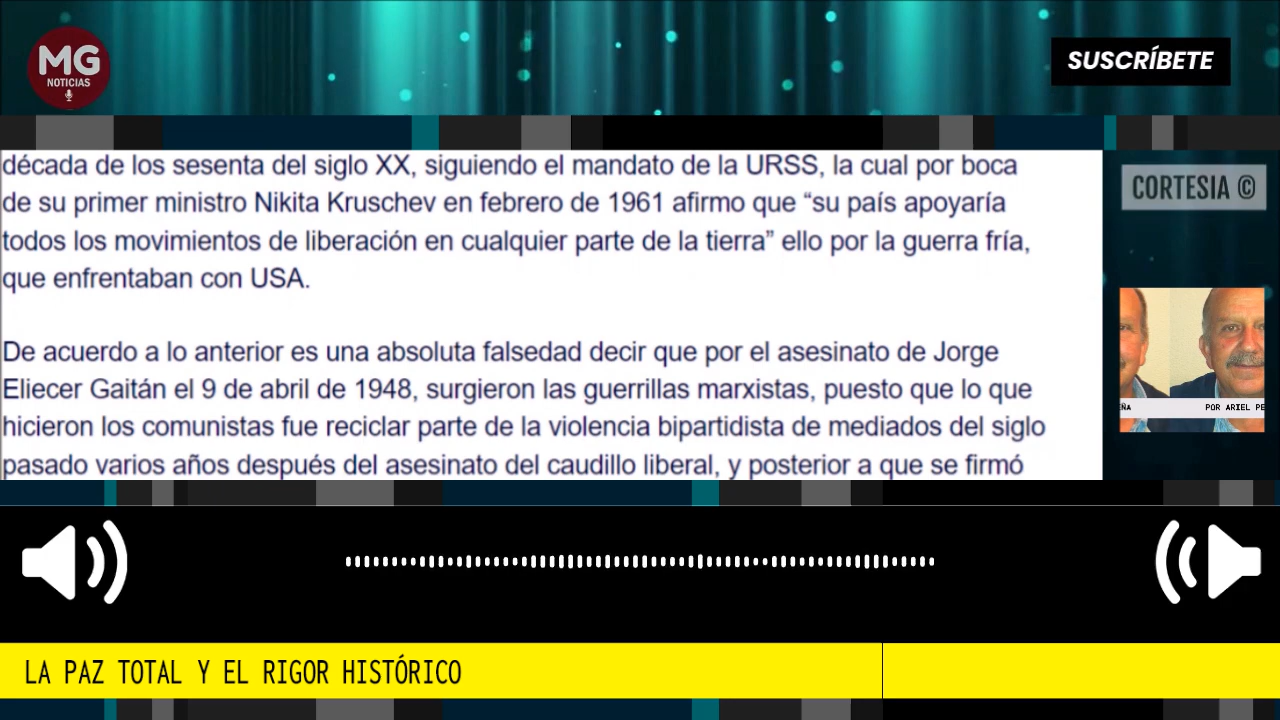 MG
NOTICIAS
SUSCRÍBETE
década de los sesenta del siglo XX, siguiendo el mandato de la URSS, la cual por boca
de su primer ministro Nikita Kruschev en febrero de 1961 afirmo que “su país apoyaría
todos los movimientos de liberación en cualquier parte de la tierra” ello por la guerra fría,
que enfrentaban con USA.
De acuerdo a lo anterior es una absoluta falsedad decir que por el asesinato de Jorge
Eliecer Gaitán el 9 de abril de 1948, surgieron las guerrillas marxistas, puesto que lo que
hicieron los comunistas fue reciclar parte de la violencia bipartidista de mediados del siglo
pasado varios años después del asesinato del caudillo liberal, y posterior a que se firmó
CORTESIA ©
ÑA POR ARIEL PE
LA PAZ TOTAL Y EL RIGOR HISTÓRICO